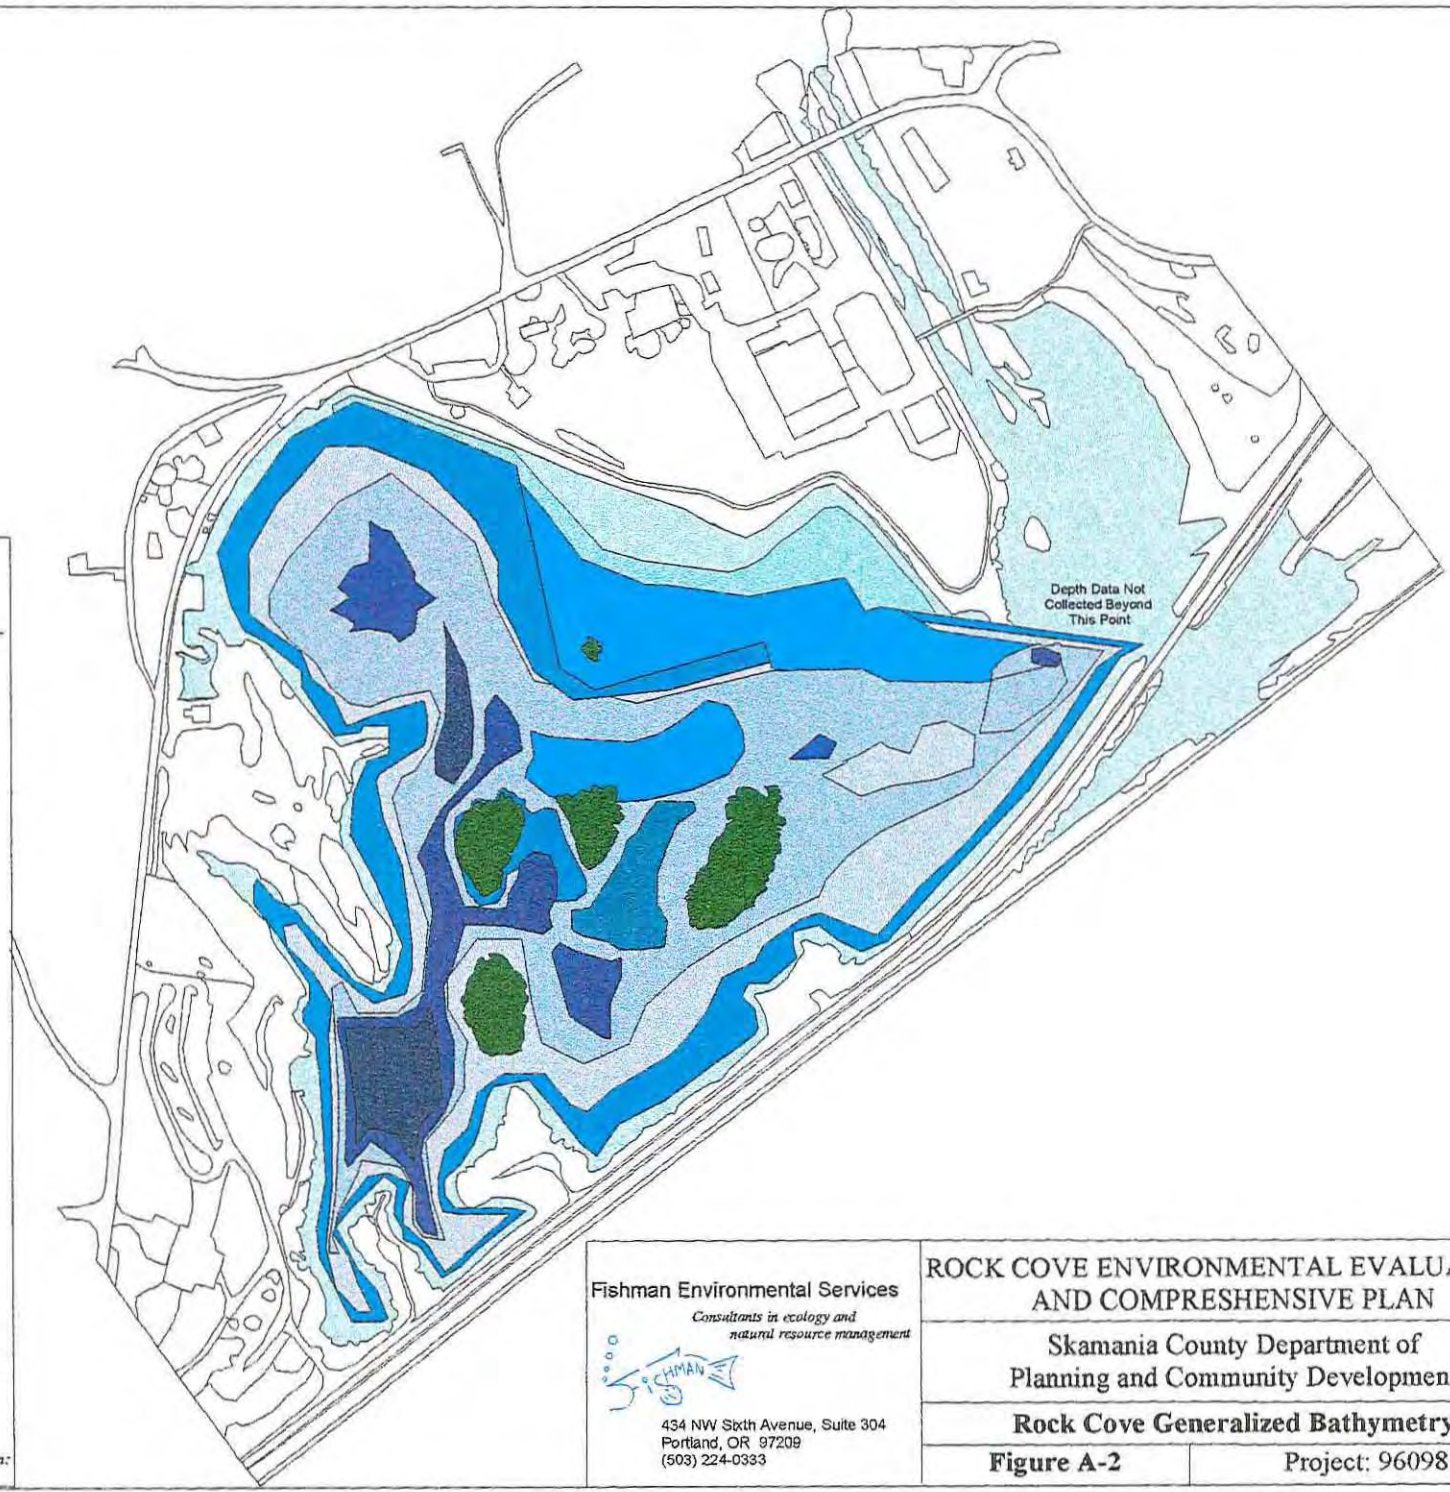 Depth Data Not
Collected Beyond
This Point
Fishman Environmental Services
Consultants in ecology and
natural resource management
FiSHMAN
434 NW Sixth Avenue, Suite 304
Portland, OR 97209
(503) 224-0333
ROCK COVE ENVIRONMENTAL EVALUA
AND COMPRESHENSIVE PLAN
Skamania County Department of
Planning and Community Developmen
Rock Cove Generalized Bathymetry
Figure A-2
Project: 96098